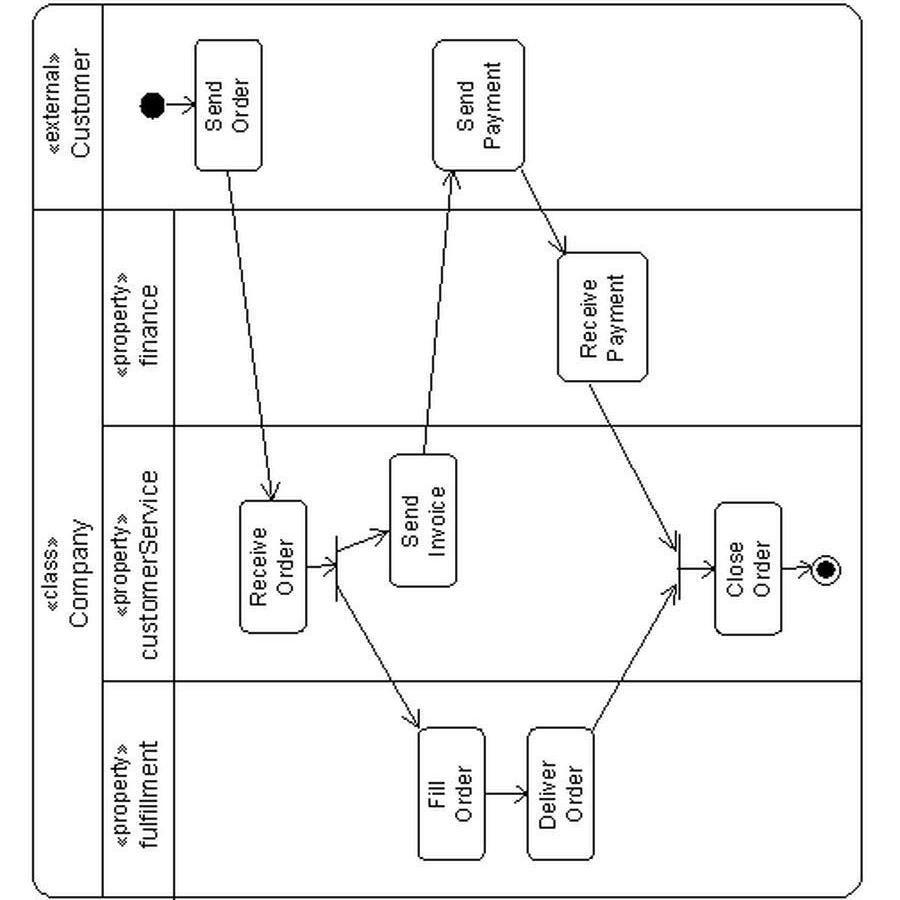 «external»
Customer
Send
Order
Send
Payment
«class»
Company
«property»
finance
Receive
Payment
«property»
customerService
Receive
Order
Send
Invoice
Close
Order
«property»
fulfillment
Fill
Order
Deliver
Order